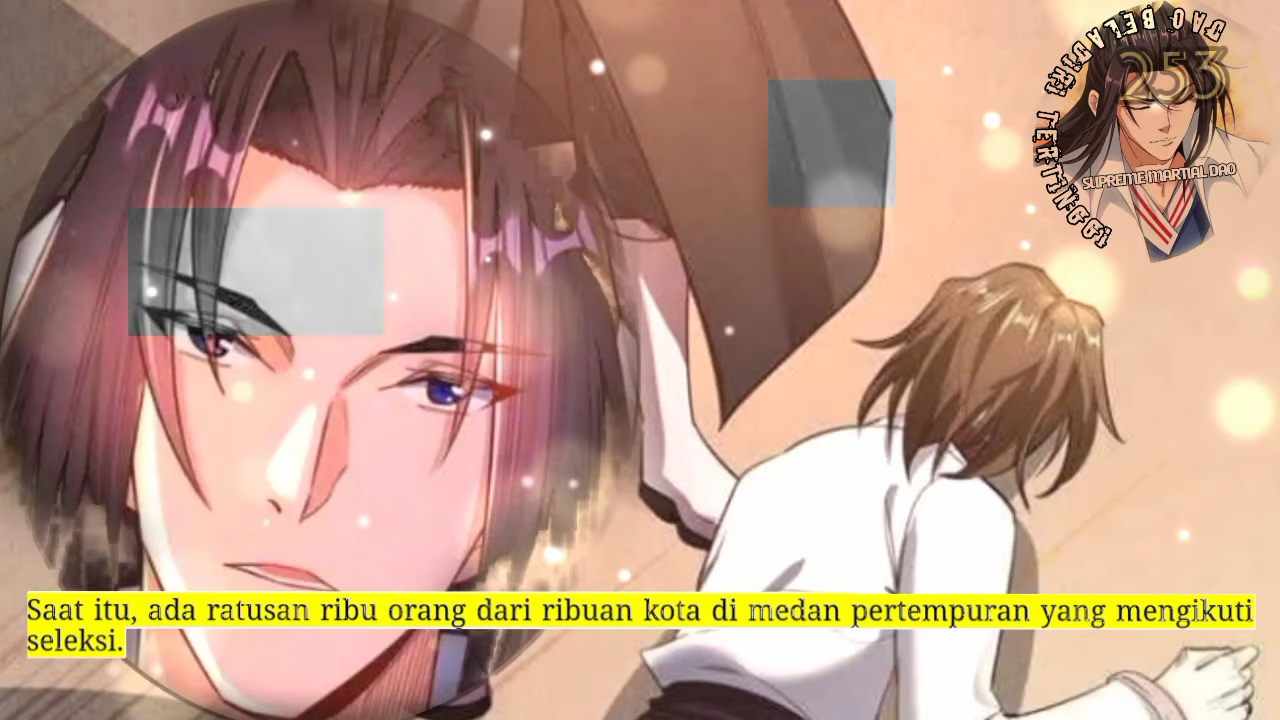 DAO BELADIRI TERTINGGI
253
SUPREME MARTIAL DAO
Saat itu, ada ratusan ribu orang dari ribuan kota di medan pertempuran yang mengikuti
seleksi.